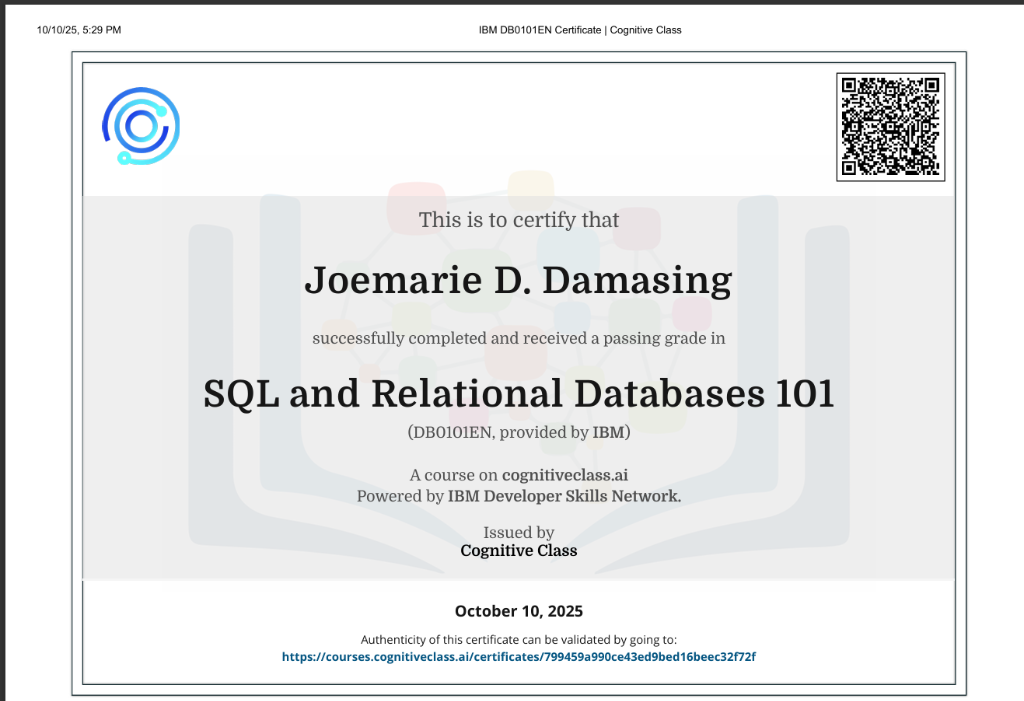 10/10/25, 5:29 PM
IBM DB0101EN Certificate | Cognitive Class
This is to certify that
Joemarie D. Damasing
successfully completed and received a passing grade in
SQL and Relational Databases 101
(DB0101EN, provided by IBM)
A course on cognitiveclass.ai
Powered by IBM Developer Skills Network.
Issued by
Cognitive Class
October 10, 2025
Authenticity of this certificate can be validated by going to:
https://courses.cognitiveclass.ai/certificates/799459a990ce43ed9bed16beec32f72f